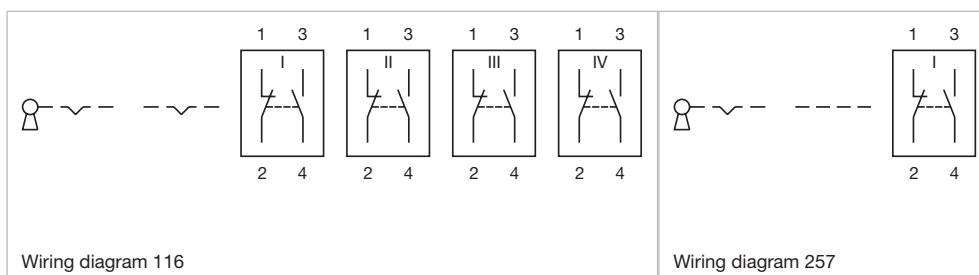 1 3 1 3 1 3 1 3 1 3
I II III IV I
2 4 2 4 2 4 2 4 2 4
Wiring diagram 116
Wiring diagram 257